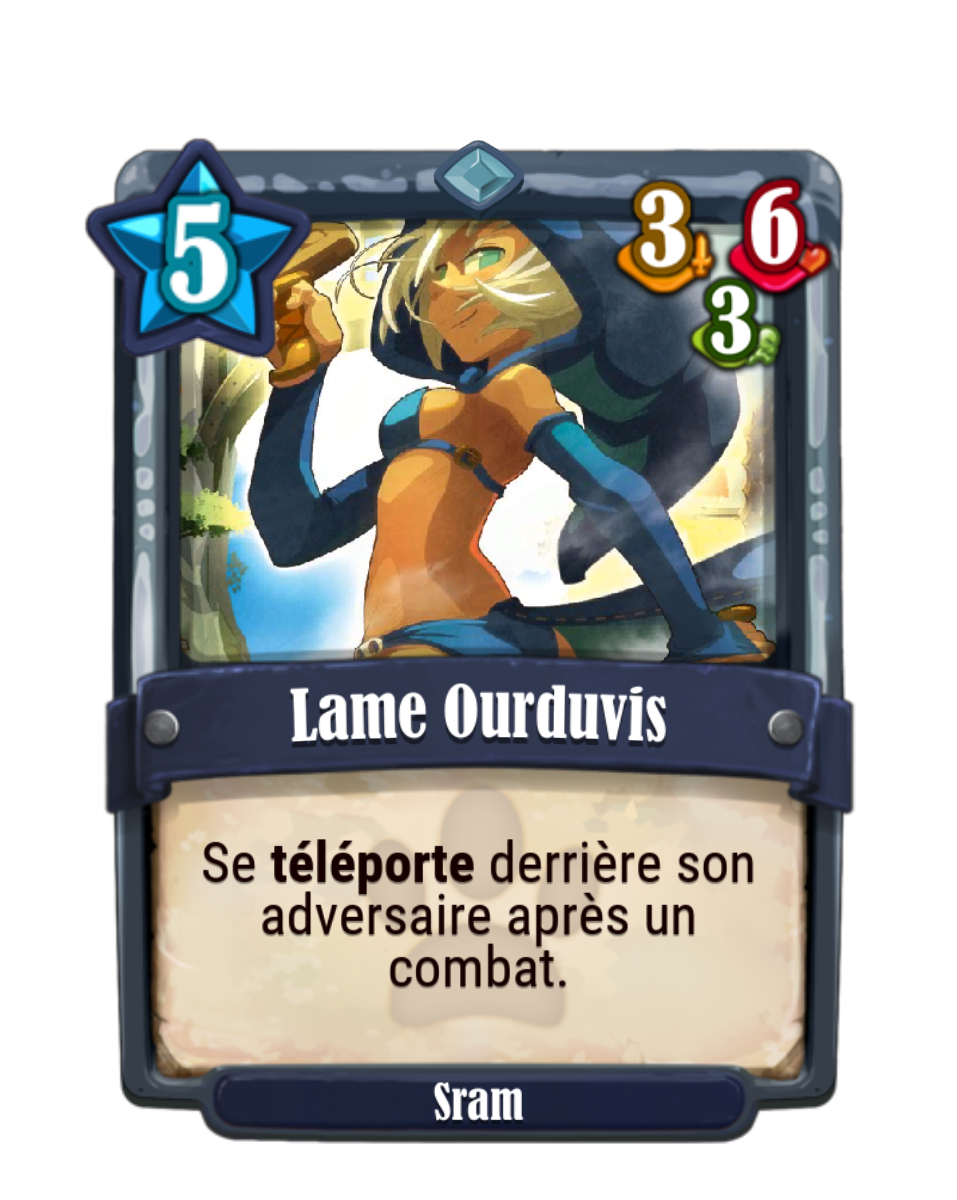 5
3
6
3
Lame Ourduvis
Se téléporte derrière son
adversaire après un
combat.
Sram